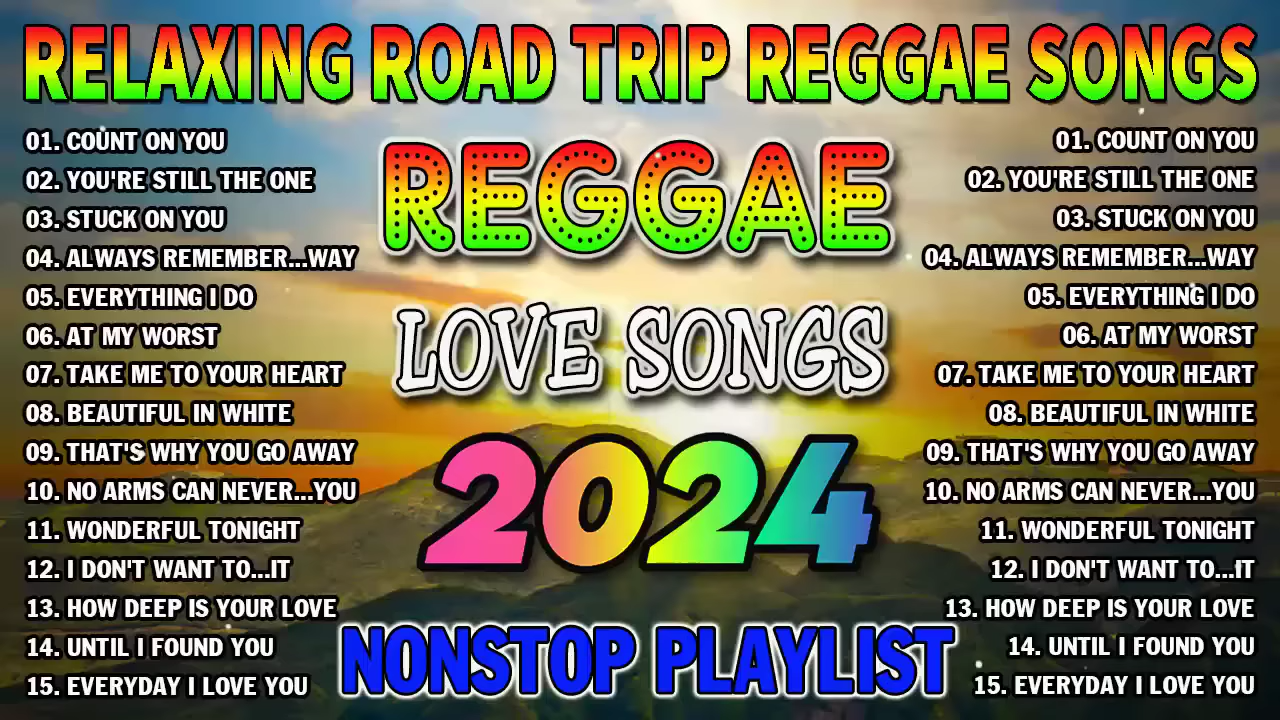 RELAXING ROAD TRIP REGGAE SONGS
01. COUNT ON YOU
02. YOU'RE STILL THE ONE
03. STUCK ON YOU
04. ALWAYS REMEMBER...WAY
05. EVERYTHING I DO
06. AT MY WORST
07. TAKE ME TO YOUR HEART
08. BEAUTIFUL IN WHITE
09. THAT'S WHY YOU GO AWAY
10. NO ARMS CAN NEVER...YOU
11. WONDERFUL TONIGHT
12. I DON'T WANT TO...IT
13. HOW DEEP IS YOUR LOVE
14. UNTIL I FOUND YOU
15. EVERYDAY I LOVE YOU
REGGAE
LOVE SONGS
2024
NONSTOP PLAYLIST
01. COUNT ON YOU
02. YOU'RE STILL THE ONE
03. STUCK ON YOU
04. ALWAYS REMEMBER...WAY
05. EVERYTHING I DO
06. AT MY WORST
07. TAKE ME TO YOUR HEART
08. BEAUTIFUL IN WHITE
09. THAT'S WHY YOU GO AWAY
10. NO ARMS CAN NEVER...YOU
11. WONDERFUL TONIGHT
12. I DON'T WANT TO...IT
13. HOW DEEP IS YOUR LOVE
14. UNTIL I FOUND YOU
15. EVERYDAY I LOVE YOU